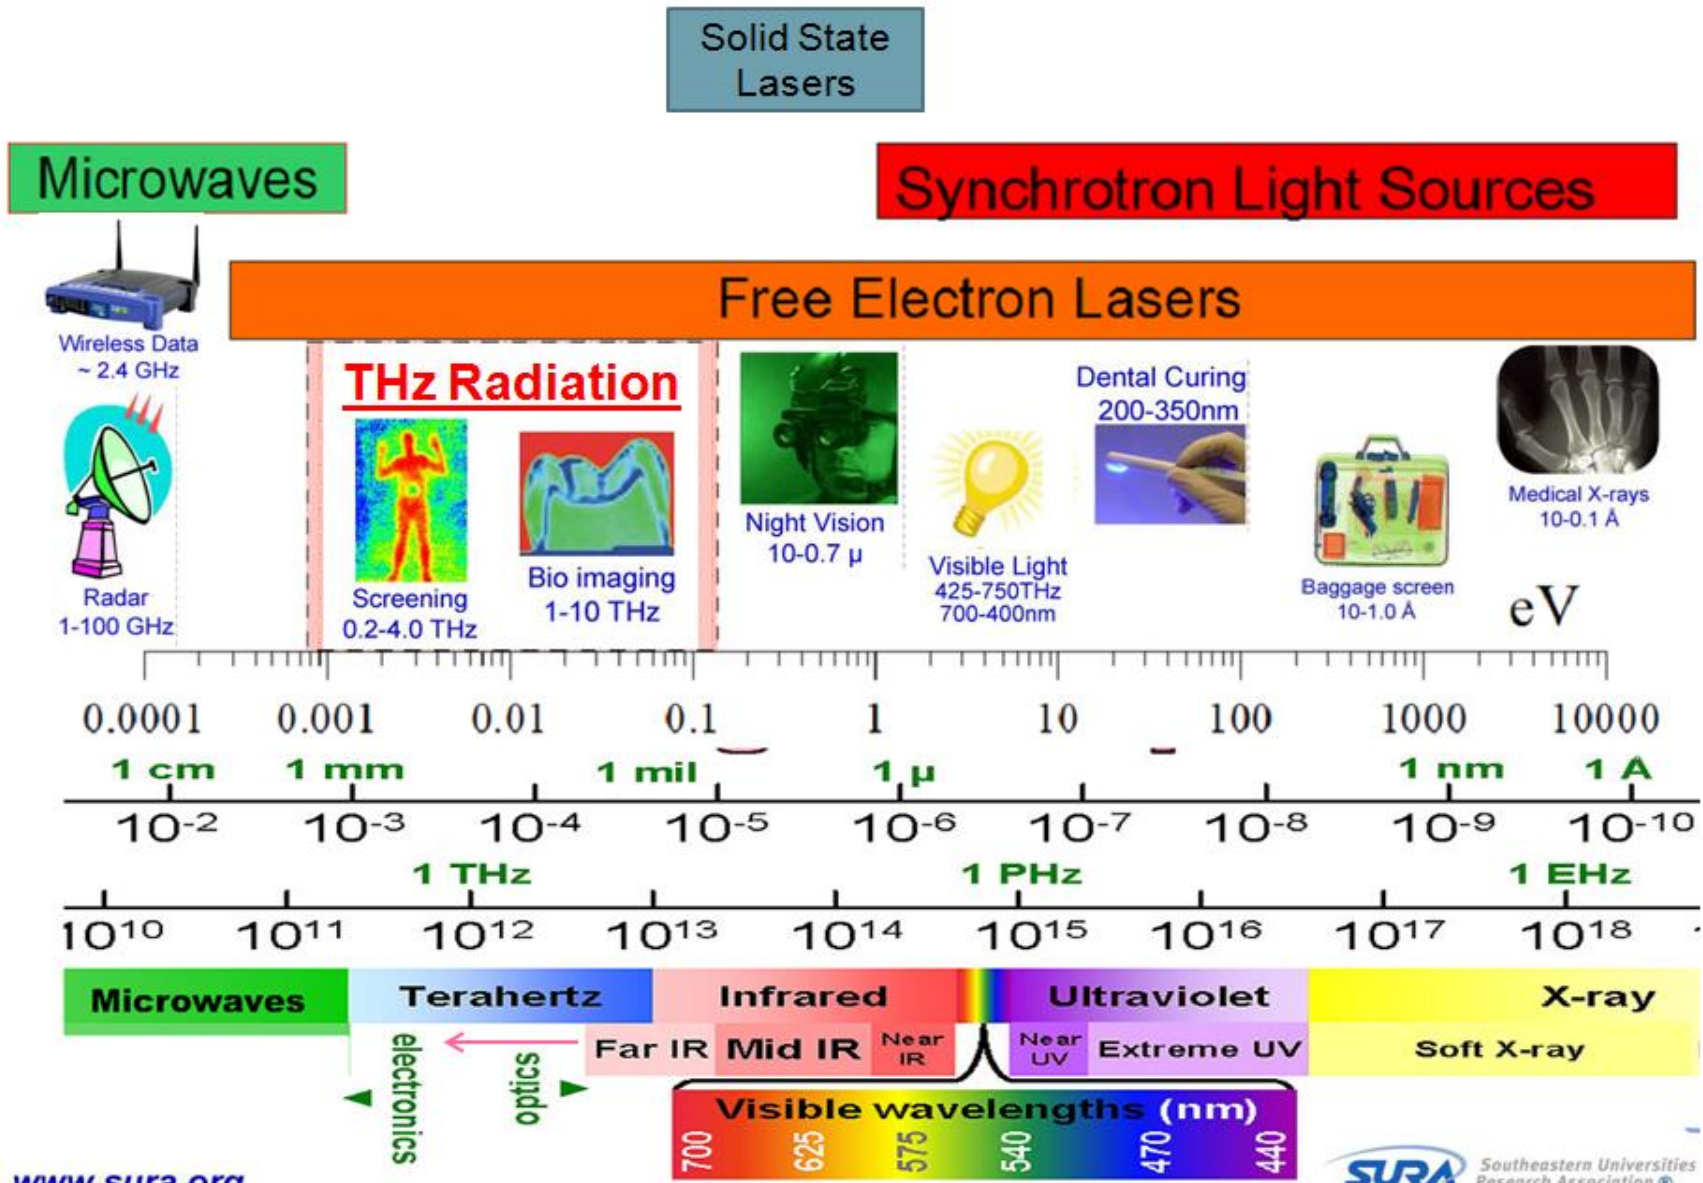 Solid State
Lasers
Microwaves
Synchrotron Light Sources
Free Electron Lasers
Wireless Data
~ 2.4 GHz
Radar
1-100 GHz
THz Radiation
Screening
0.2-4.0 THz
Bio imaging
1-10 THz
Night Vision
10-0.7 µ
Visible Light
425-750THz
700-400nm
Dental Curing
200-350nm
Baggage screen
10-1.0 Å
Medical X-rays
10-0.1 Å
eV
0.0001 0.001 0.01 0.1 1 10 100 1000 10000
1 cm 1 mm 1 mil 1 µ 1 nm 1 Å
10-2 10-3 10-4 10-5 10-6 10-7 10-8 10-9 10-10
1 THz 1 PHz 1 EHz
10¹⁰ 10¹¹ 10¹² 10¹³ 10¹⁴ 10¹⁵ 10¹⁶ 10¹⁷ 10¹⁸
Microwaves Terahertz Infrared Ultraviolet X-ray
Far IR Mid IR Near IR Near UV Extreme UV Soft X-ray
electronics
optics
Visible wavelengths (nm)
700 625 575 540 470 440
www.sura.org
SURA
Southeastern Universities
Research Association